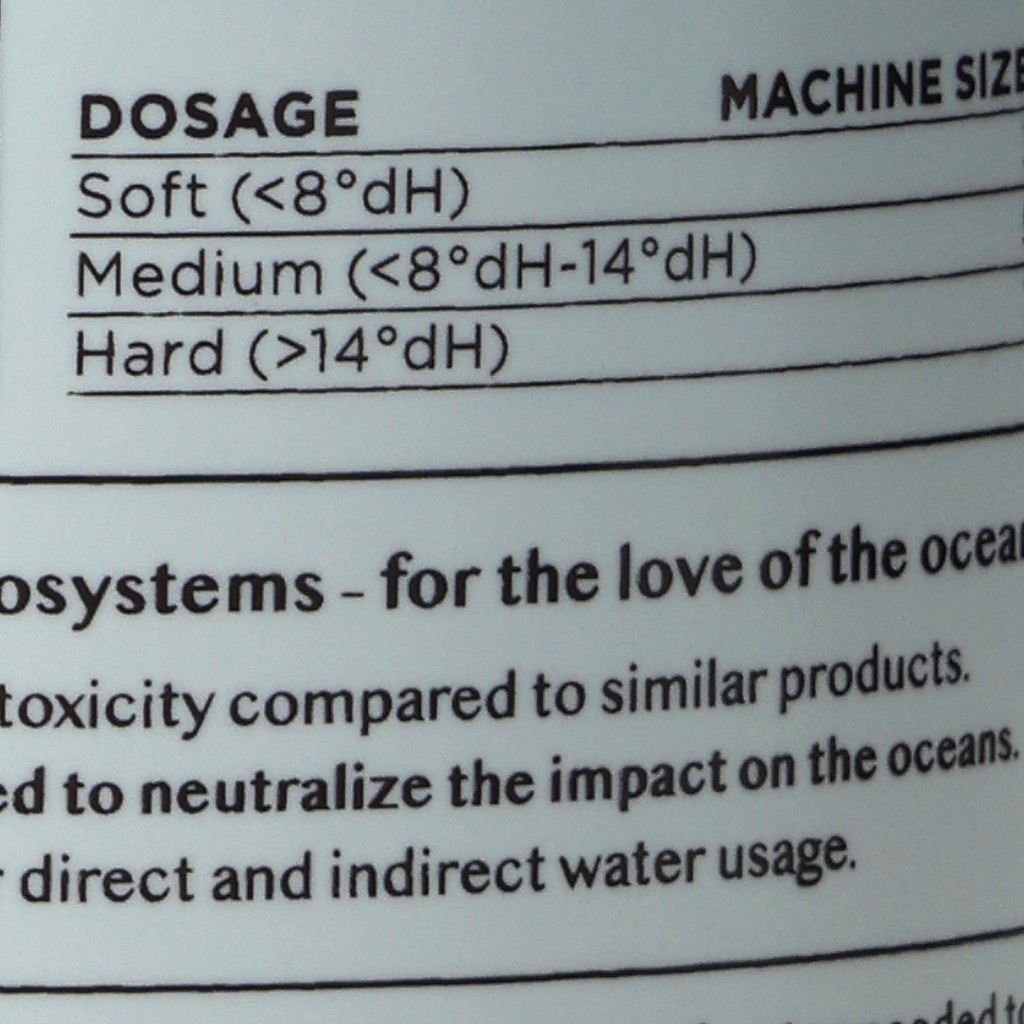 DOSAGE MACHINE SIZE
Soft (<8°dH)
Medium (<8°dH-14°dH)
Hard (>14°dH)
osystems - for the love of the ocea
toxicity compared to similar products.
ed to neutralize the impact on the oceans.
r direct and indirect water usage.